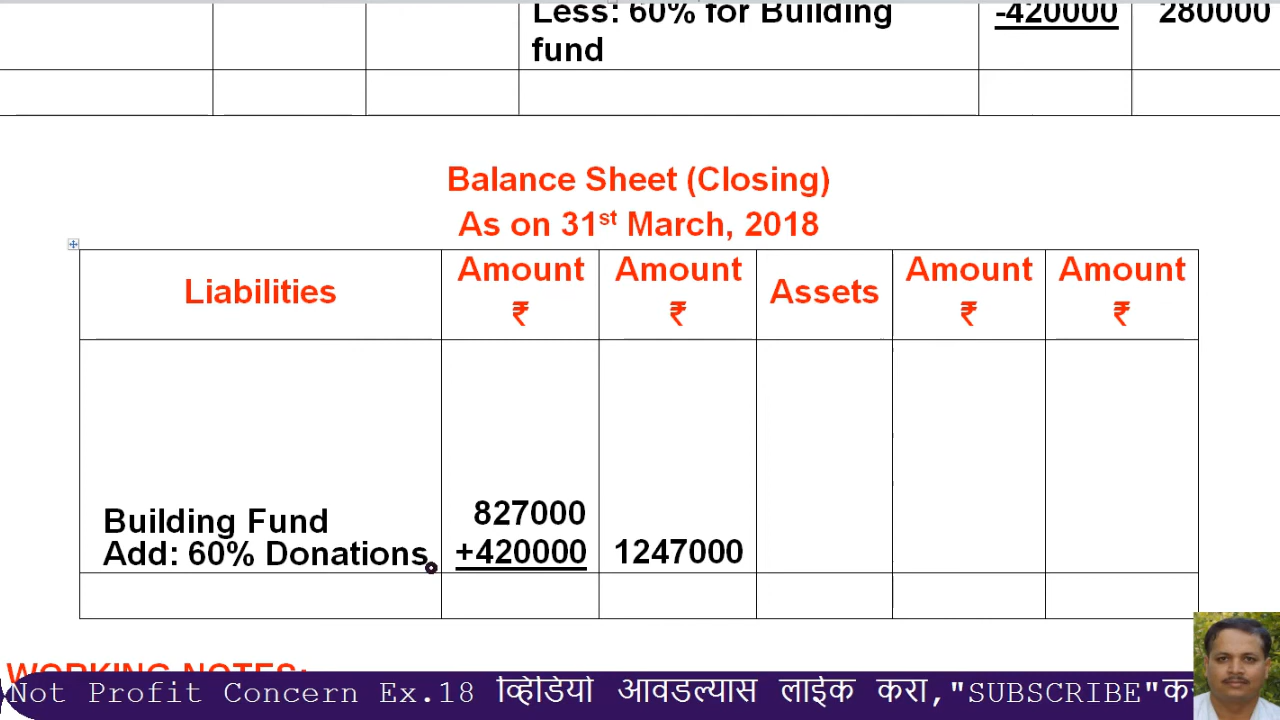 Less: 60% for Building -420000 280000
fund
Balance Sheet (Closing)
As on 31st March, 2018
Liabilities Amount ₹ Amount ₹ Assets Amount ₹ Amount ₹
Building Fund 827000
Add: 60% Donations +420000 1247000
WORKING NOTES:
Not Profit Concern Ex.18 व्हिडियो आवडल्यास लाईक करा,"SUBSCRIBE"क